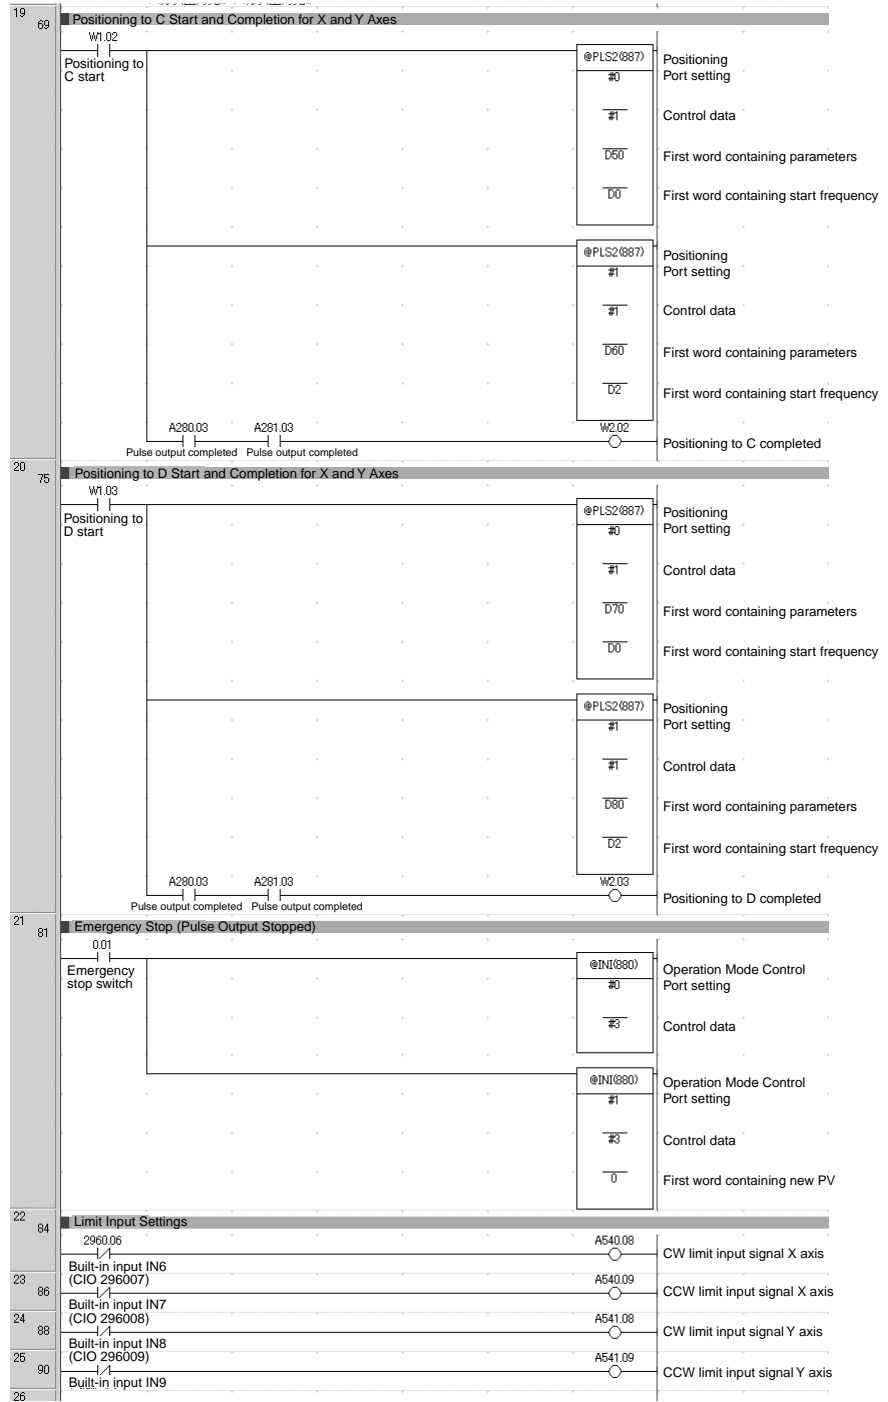 19
69
Positioning to C Start and Completion for X and Y Axes
W1.02
Positioning to
C start
@PLS2(887)
Positioning
#0
Port setting
#1
Control data
D50
First word containing parameters
D0
First word containing start frequency
@PLS2(887)
Positioning
#1
Port setting
#1
Control data
D60
First word containing parameters
D2
First word containing start frequency
A280.03 A281.03 W2.02
Pulse output completed Pulse output completed
Positioning to C completed
20
75
Positioning to D Start and Completion for X and Y Axes
W1.03
Positioning to
D start
@PLS2(887)
Positioning
#0
Port setting
#1
Control data
D70
First word containing parameters
D0
First word containing start frequency
@PLS2(887)
Positioning
#1
Port setting
#1
Control data
D80
First word containing parameters
D2
First word containing start frequency
A280.03 A281.03 W2.03
Pulse output completed Pulse output completed
Positioning to D completed
21
81
Emergency Stop (Pulse Output Stopped)
0.01
Emergency
stop switch
@INI(880)
Operation Mode Control
#0
Port setting
#3
Control data
@INI(880)
Operation Mode Control
#1
Port setting
#3
Control data
0
First word containing new PV
22
84
Limit Input Settings
2960.06 A540.08
CW limit input signal X axis
Built-in input IN6
23
86
(CIO 296007) A540.09
CCW limit input signal X axis
Built-in input IN7
24
88
(CIO 296008) A541.08
CW limit input signal Y axis
Built-in input IN8
25
90
(CIO 296009) A541.09
CCW limit input signal Y axis
Built-in input IN9
26